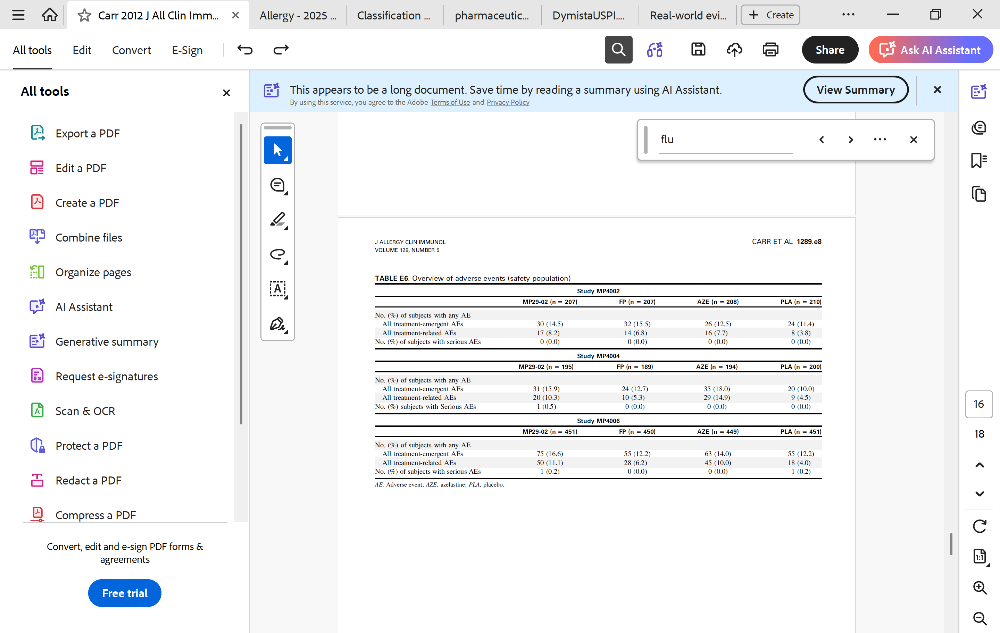 Carr 2012 J All Clin Imm...
Allergy - 2025 ...
Classification ...
pharmaceutic...
DymistaUSPI....
Real-world evi...
Create
All tools
Edit
Convert
E-Sign
Share
Ask AI Assistant
All tools
This appears to be a long document. Save time by reading a summary using AI Assistant.
By using this service, you agree to the Adobe Terms of Use and Privacy Policy
View Summary
Export a PDF
Edit a PDF
Create a PDF
Combine files
Organize pages
AI Assistant
Generative summary
Request e-signatures
Scan & OCR
Protect a PDF
Redact a PDF
Compress a PDF
Convert, edit and e-sign PDF forms &
agreements
Free trial
flu
J ALLERGY CLIN IMMUNOL
VOLUME 129, NUMBER 5
CARR ET AL 1289.e8
TABLE E6. Overview of adverse events (safety population)
Study MP4002
MP29-02 (n = 207) FP (n = 207) AZE (n = 208) PLA (n = 210)
No. (%) of subjects with any AE
All treatment-emergent AEs 30 (14.5) 32 (15.5) 26 (12.5) 24 (11.4)
All treatment-related AEs 17 (8.2) 14 (6.8) 16 (7.7) 8 (3.8)
No. (%) of subjects with serious AEs 0 (0.0) 0 (0.0) 0 (0.0) 0 (0.0)
Study MP4004
MP29-02 (n = 195) FP (n = 189) AZE (n = 194) PLA (n = 200)
No. (%) of subjects with any AE
All treatment-emergent AEs 31 (15.9) 24 (12.7) 35 (18.0) 20 (10.0)
All treatment-related AEs 20 (10.3) 10 (5.3) 29 (14.9) 9 (4.5)
No. (%) subjects with Serious AEs 1 (0.5) 0 (0.0) 0 (0.0) 0 (0.0)
Study MP4006
MP29-02 (n = 451) FP (n = 450) AZE (n = 449) PLA (n = 451)
No. (%) of subjects with any AE
All treatment-emergent AEs 75 (16.6) 55 (12.2) 63 (14.0) 55 (12.2)
All treatment-related AEs 50 (11.1) 28 (6.2) 45 (10.0) 18 (4.0)
No. (%) of subjects with serious AEs 1 (0.2) 0 (0.0) 0 (0.0) 1 (0.2)
AE, Adverse event; AZE, azelastine; PLA, placebo.
16
18
1:1